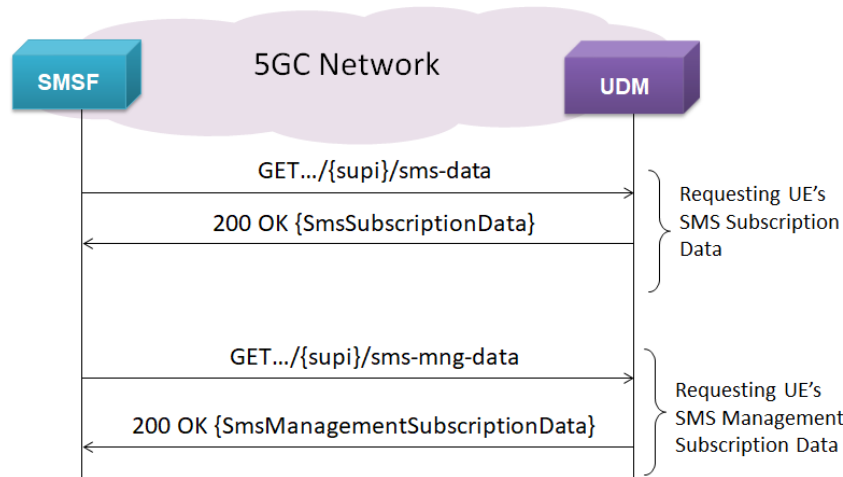 5GC Network
SMSF
UDM
GET.../{supi}/sms-data
200 OK {SmsSubscriptionData}
Requesting UE's
SMS Subscription
Data
GET.../{supi}/sms-mng-data
200 OK {SmsManagementSubscriptionData}
Requesting UE's
SMS Management
Subscription Data